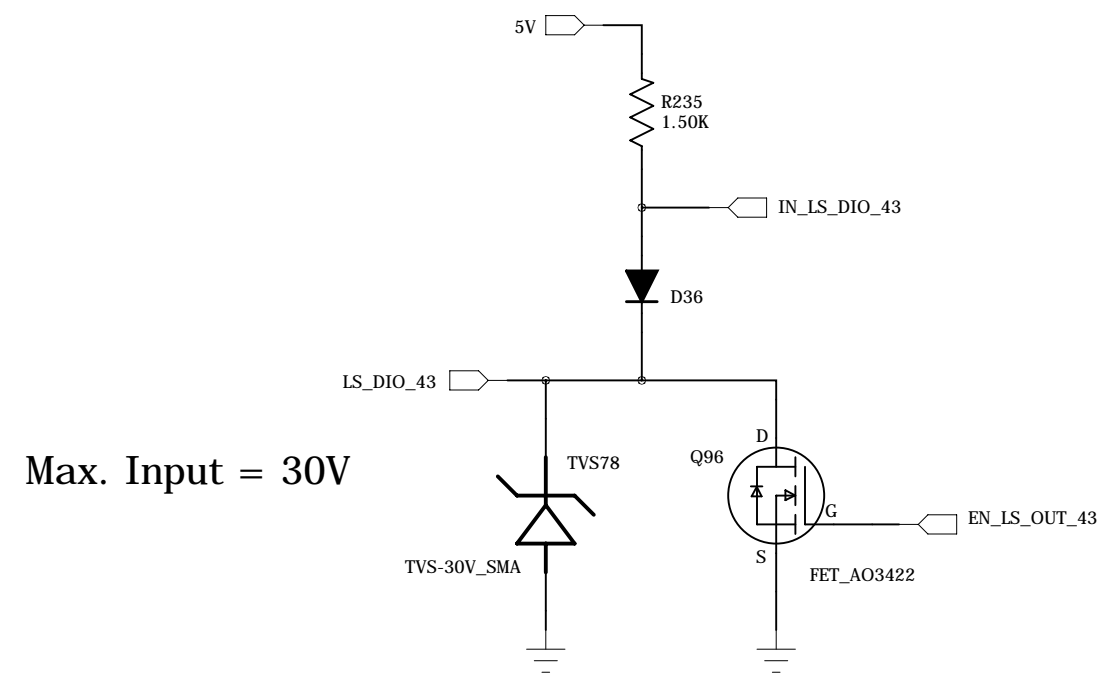 5V
R235
1.50K
IN_LS_DIO_43
D36
LS_DIO_43
Max. Input = 30V
TVS78
TVS-30V_SMA
D
Q96
G
S
EN_LS_OUT_43
FET_AO3422